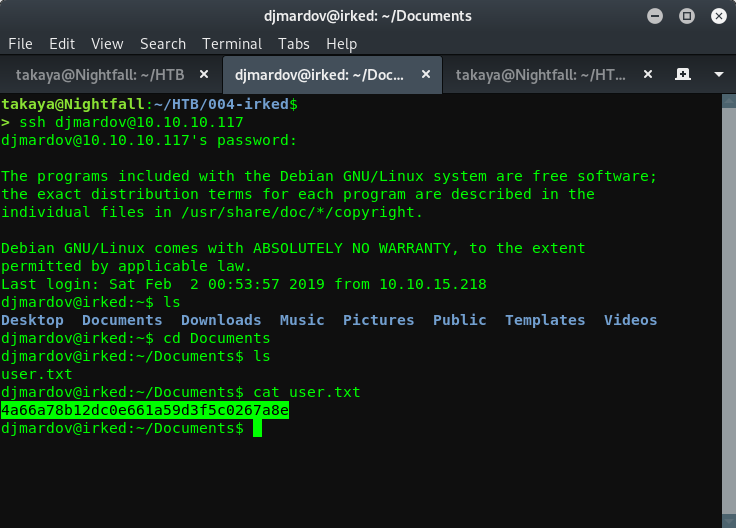 djmardov@irked: ~/Documents
File Edit View Search Terminal Tabs Help
takaya@Nightfall: ~/HTB × djmardov@irked: ~/Doc... × takaya@Nightfall: ~/HT... ×
takaya@Nightfall:~/HTB/004-irked$
> ssh djmardov@10.10.10.117
djmardov@10.10.10.117's password:
The programs included with the Debian GNU/Linux system are free software;
the exact distribution terms for each program are described in the
individual files in /usr/share/doc/*/copyright.
Debian GNU/Linux comes with ABSOLUTELY NO WARRANTY, to the extent
permitted by applicable law.
Last login: Sat Feb  2 00:53:57 2019 from 10.10.15.218
djmardov@irked:~$ ls
Desktop  Documents  Downloads  Music  Pictures  Public  Templates  Videos
djmardov@irked:~$ cd Documents
djmardov@irked:~/Documents$ ls
user.txt
djmardov@irked:~/Documents$ cat user.txt
4a66a78b12dc0e661a59d3f5c0267a8e
djmardov@irked:~/Documents$